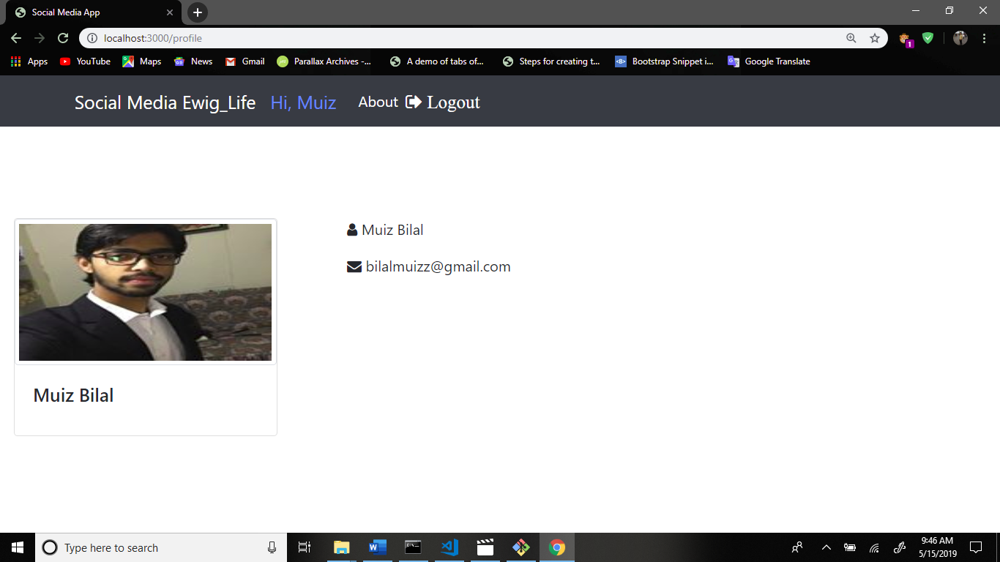 Social Media App
localhost:3000/profile
1
Apps YouTube Maps News Gmail Parallax Archives -... A demo of tabs of... Steps for creating t... Bootstrap Snippet i... Google Translate
Social Media Ewig_Life Hi, Muiz About Logout
Muiz Bilal
bilalmuizz@gmail.com
Muiz Bilal
Type here to search
9:46 AM
5/15/2019